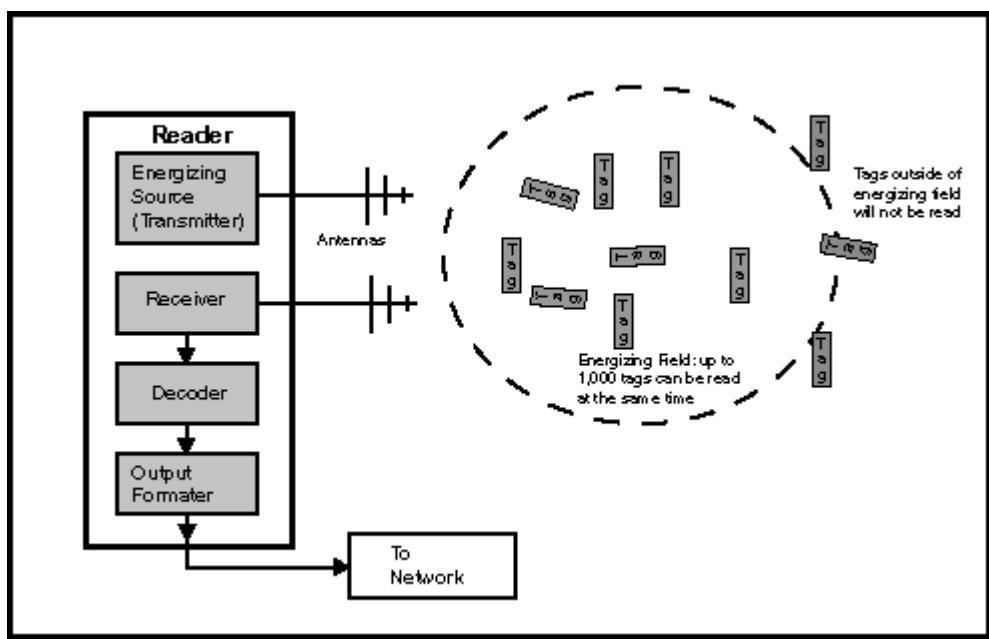 Reader
Energizing
Source
(Transmitter)
Antennas
Receiver
Decoder
Output
Formater
To
Network
Tag
Tag
Tag
Tag
Tag
Tag
Tag
Tag
Energizing Field: up to
1,000 tags can be read
at the same time
Tag
Tags outside of
energizing field
will not be read
Tag
Tag